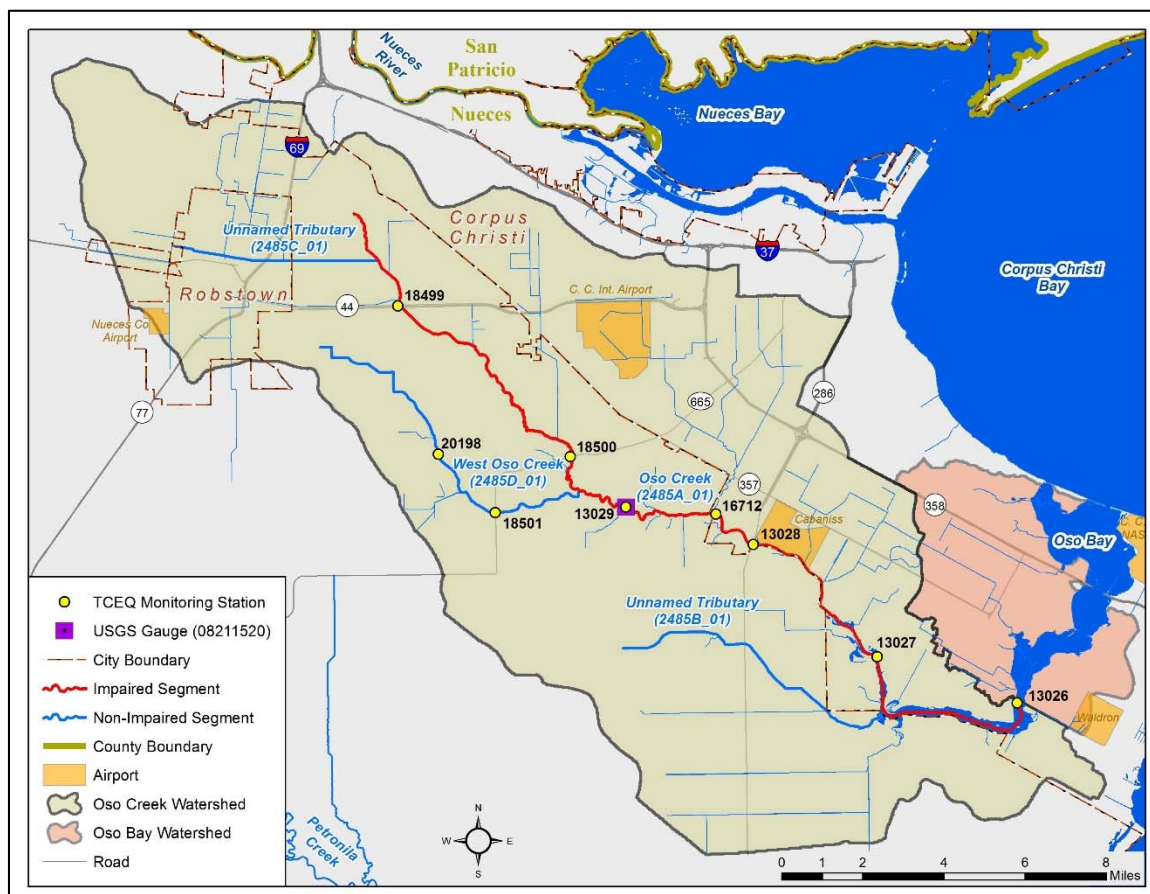 Nueces
River
San
Patricio
Nueces
Nueces Bay
69
Unnamed Tributary
(2485C_01)
Corpus
Christi
37
Corpus Christi
Bay
Robstown
18499
C. C. Int. Airport
44
Nueces Co
Airport
77
665
286
20198
18500
West Oso Creek
(2485D_01)
Oso Creek
(2485A_01)
357
358
13029
16712
18501
13028
Cabaniss
Oso Bay
C. C.
NAS
Unnamed Tributary
(2485B_01)
13027
13026
Waldron
TCEQ Monitoring Station
USGS Gauge (08211520)
City Boundary
Impaired Segment
Non-Impaired Segment
County Boundary
Airport
Oso Creek Watershed
Oso Bay Watershed
Road
Petronila
Creek
N
W E
S
0 1 2 4 6 8
Miles